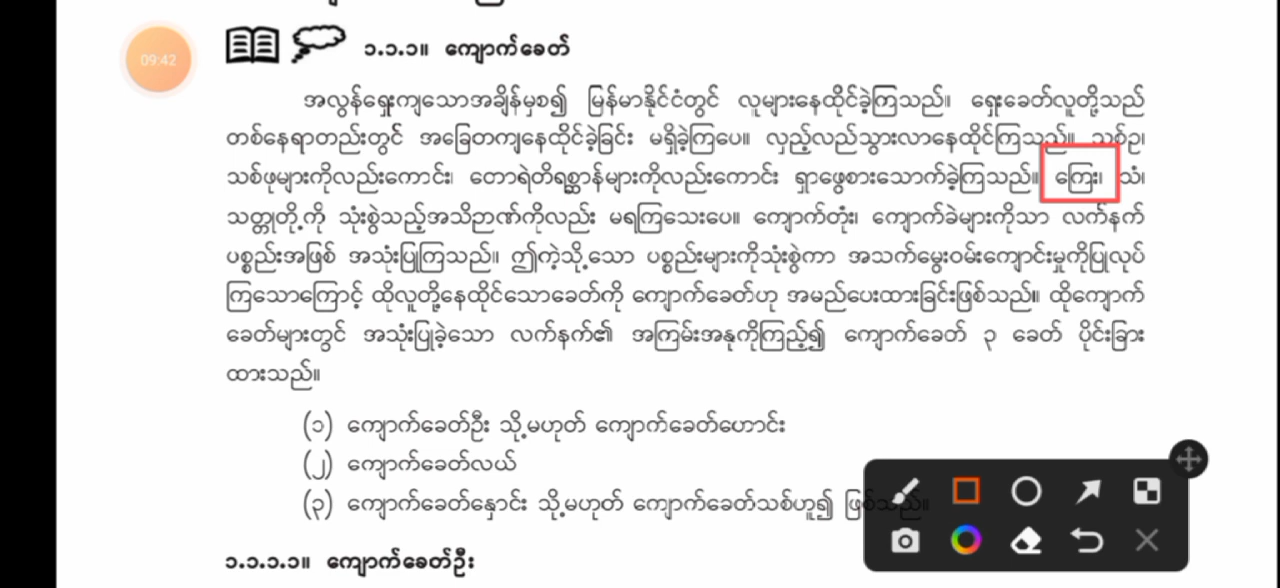 09:42
၁.၁.၁။ ကျောက်ခေတ်
အလွန်ရှေးကျသောအချိန်မှစ၍ မြန်မာနိုင်ငံတွင် လူများနေထိုင်ခဲ့ကြသည်။ ရှေးခေတ်လူတို့သည်
တစ်နေရာတည်းတွင် အခြေတကျနေထိုင်ခဲ့ခြင်း မရှိခဲ့ကြပေ။ လှည့်လည်သွားလာနေထိုင်ကြသည်။ သစ်ဥ၊
သစ်ဖုများကိုလည်းကောင်း၊ တောရဲတိရစ္ဆာန်များကိုလည်းကောင်း ရှာဖွေစားသောက်ခဲ့ကြသည်။ ကြေး၊ သံ၊
သတ္တုတို့ကို သုံးစွဲသည့်အသိဉာဏ်ကိုလည်း မရကြသေးပေ။ ကျောက်တုံး၊ ကျောက်ခဲများကိုသာ လက်နက်
ပစ္စည်းအဖြစ် အသုံးပြုကြသည်။ ဤကဲ့သို့သော ပစ္စည်းများကိုသုံးစွဲကာ အသက်မွေးဝမ်းကျောင်းမှုကိုပြုလုပ်
ကြသောကြောင့် ထိုလူတို့နေထိုင်သောခေတ်ကို ကျောက်ခေတ်ဟု အမည်ပေးထားခြင်းဖြစ်သည်။ ထိုကျောက်
ခေတ်များတွင် အသုံးပြုခဲ့သော လက်နက်၏ အကြမ်းအနုကိုကြည့်၍ ကျောက်ခေတ် ၃ ခေတ် ပိုင်းခြား
ထားသည်။
(၁) ကျောက်ခေတ်ဦး သို့မဟုတ် ကျောက်ခေတ်ဟောင်း
(၂) ကျောက်ခေတ်လယ်
(၃) ကျောက်ခေတ်နှောင်း သို့မဟုတ် ကျောက်ခေတ်သစ်ဟူ၍ ဖြစ်သည်။
၁.၁.၁.၁။ ကျောက်ခေတ်ဦး